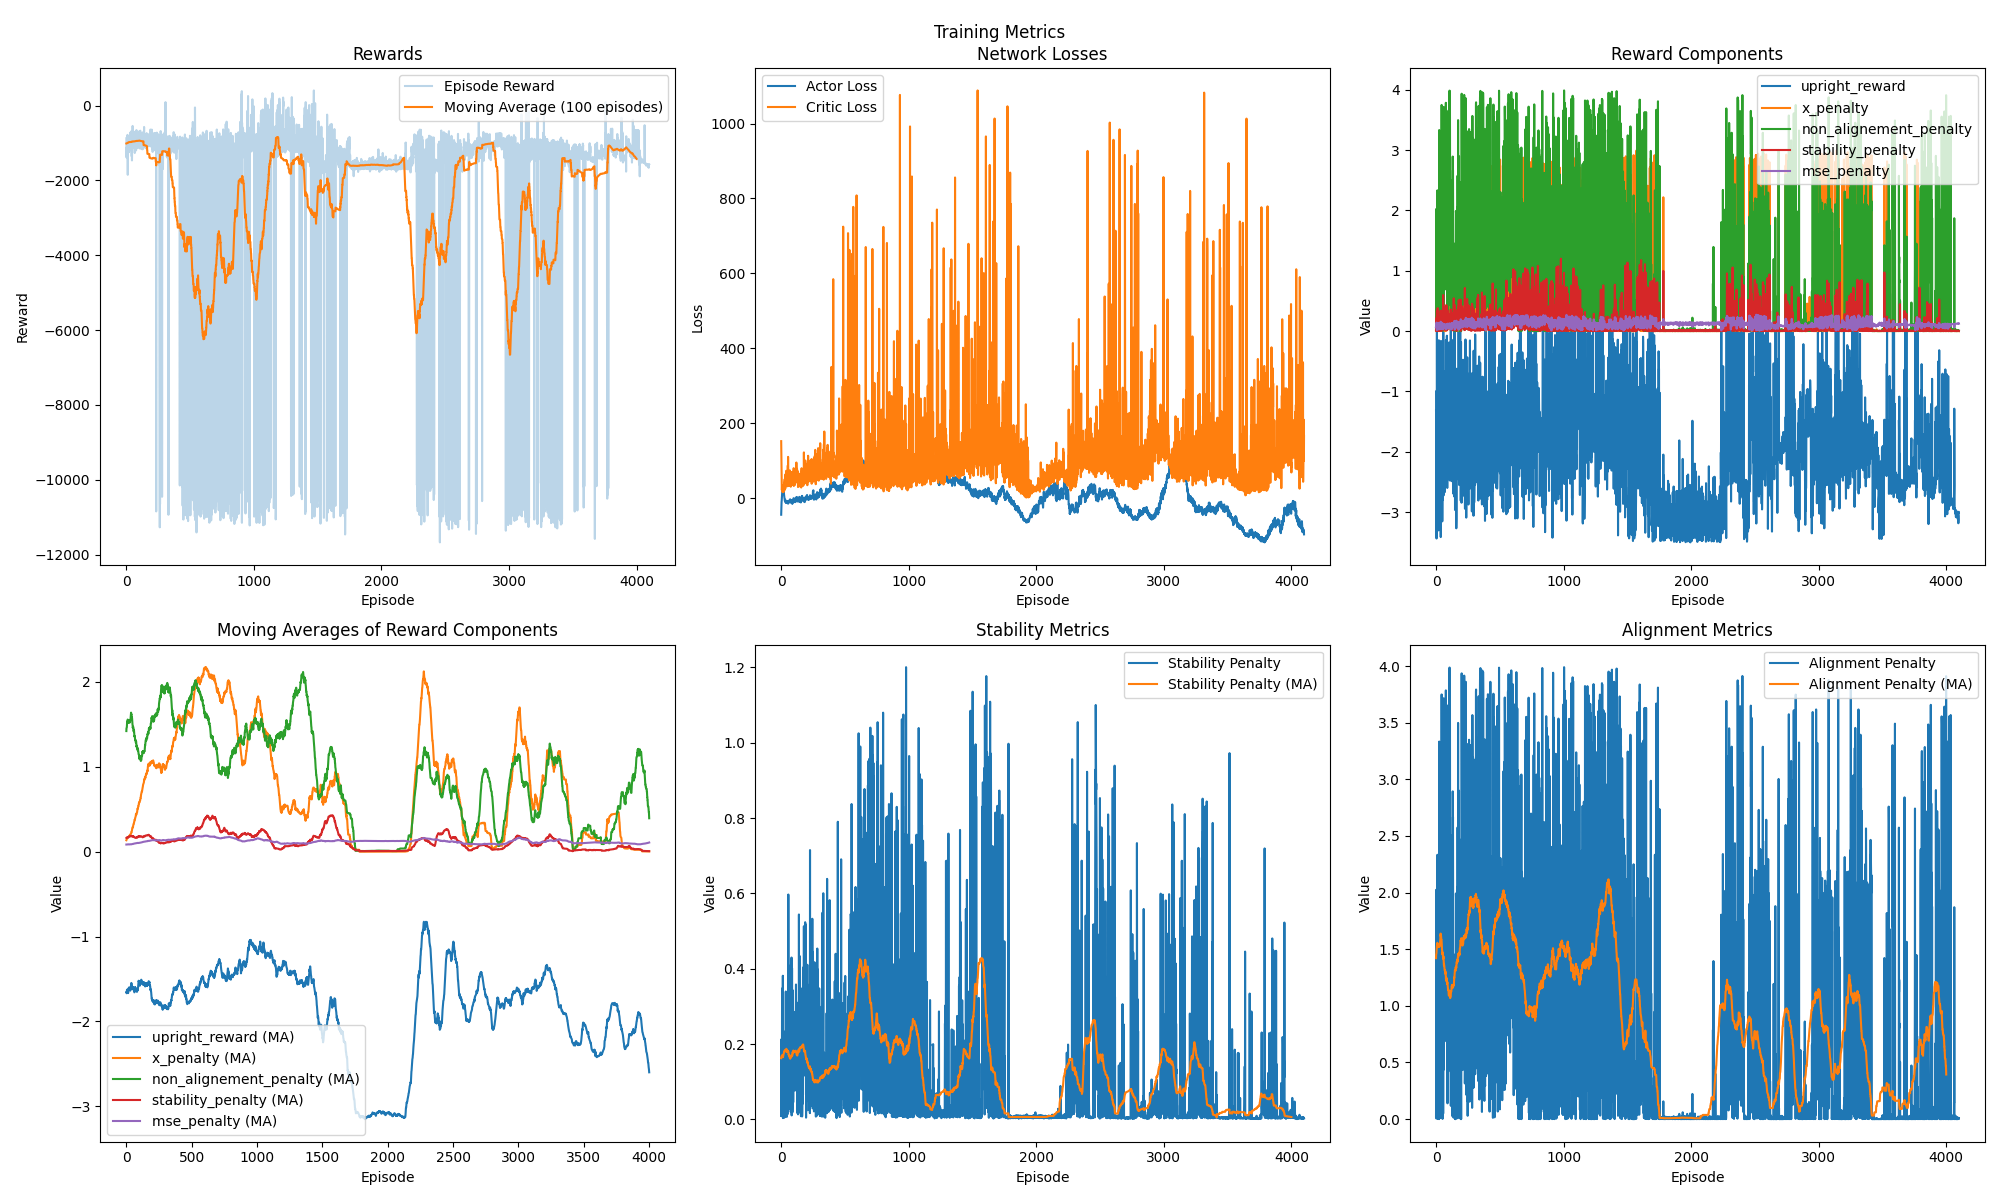 Training Metrics
Rewards
Episode Reward
Moving Average (100 episodes)
0
−2000
−4000
−6000
−8000
−10000
−12000
Reward
0 1000 2000 3000 4000
Episode
Network Losses
Actor Loss
Critic Loss
1000
800
600
400
200
0
Loss
0 1000 2000 3000 4000
Episode
Reward Components
upright_reward
x_penalty
non_alignement_penalty
stability_penalty
mse_penalty
4
3
2
1
0
−1
−2
−3
Value
0 1000 2000 3000 4000
Episode
Moving Averages of Reward Components
2
1
0
−1
−2
−3
Value
upright_reward (MA)
x_penalty (MA)
non_alignement_penalty (MA)
stability_penalty (MA)
mse_penalty (MA)
0 500 1000 1500 2000 2500 3000 3500 4000
Episode
Stability Metrics
Stability Penalty
Stability Penalty (MA)
1.2
1.0
0.8
0.6
0.4
0.2
0.0
Value
0 1000 2000 3000 4000
Episode
Alignment Metrics
Alignment Penalty
Alignment Penalty (MA)
4.0
3.5
3.0
2.5
2.0
1.5
1.0
0.5
0.0
Value
0 1000 2000 3000 4000
Episode